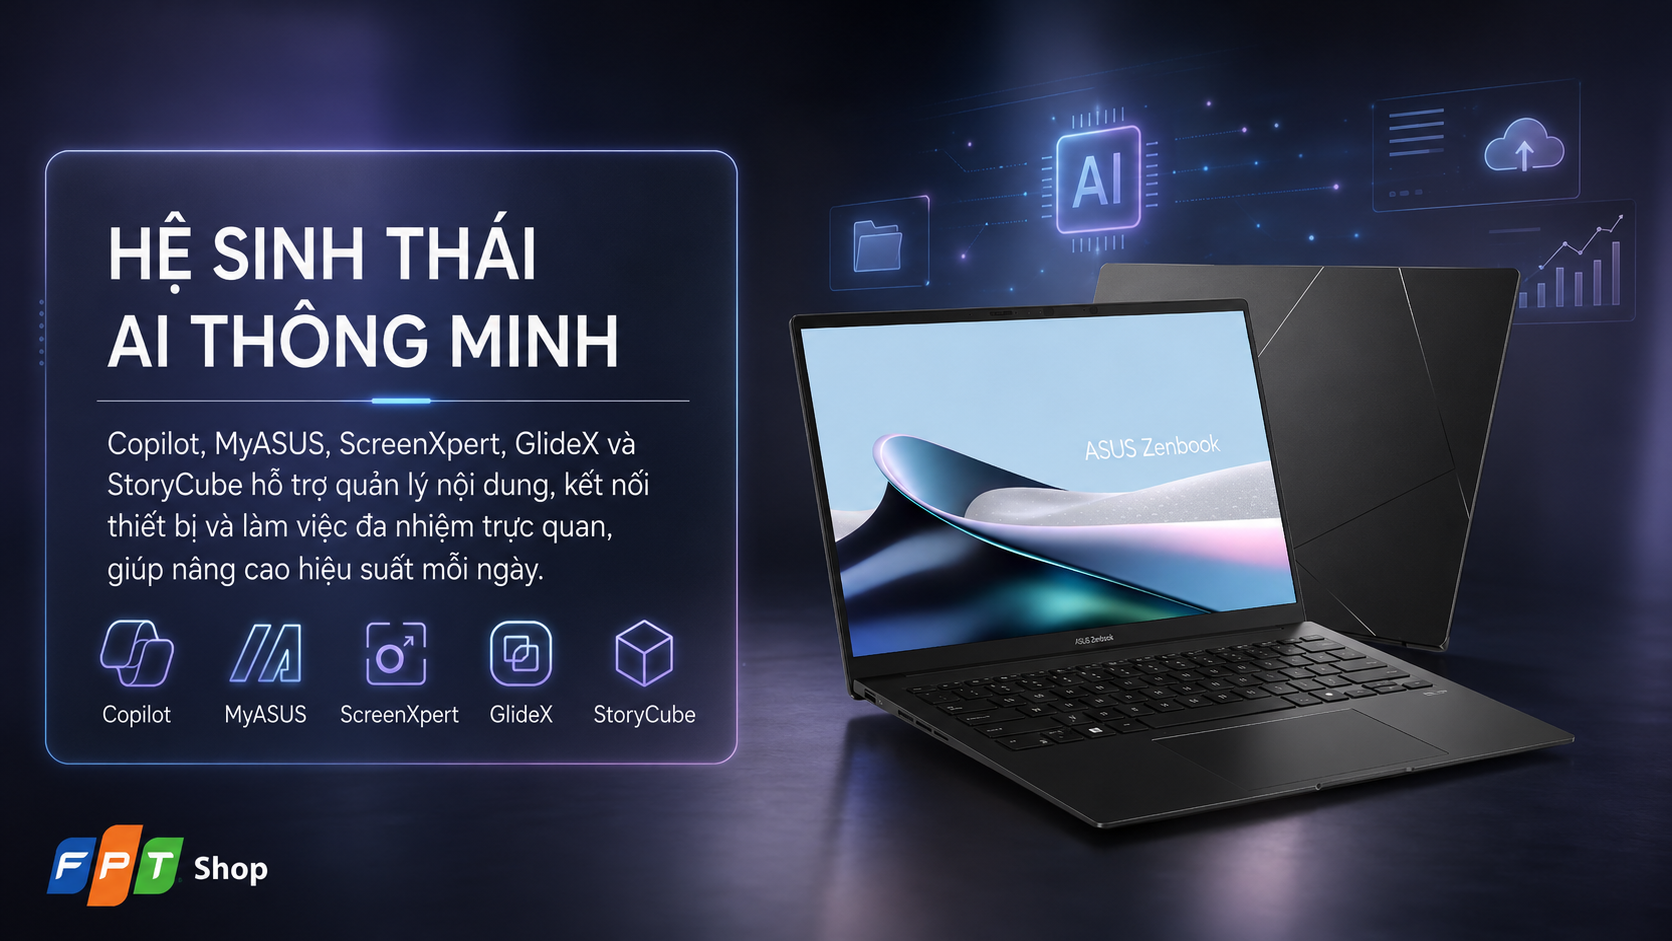 HỆ SINH THÁI
AI THÔNG MINH
Copilot, MyASUS, ScreenXpert, GlideX và
StoryCube hỗ trợ quản lý nội dung, kết nối
thiết bị và làm việc đa nhiệm trực quan,
giúp nâng cao hiệu suất mỗi ngày.
Copilot
MyASUS
ScreenXpert
GlideX
StoryCube
AI
ASUS Zenbook
ASUS Zenbook
FPT Shop